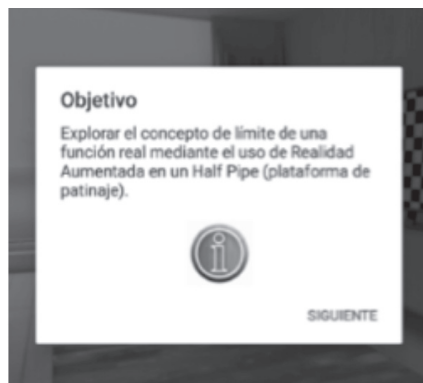 Objetivo
Explorar el concepto de límite de una
función real mediante el uso de Realidad
Aumentada en un Half Pipe (plataforma de
patinaje).
SIGUIENTE